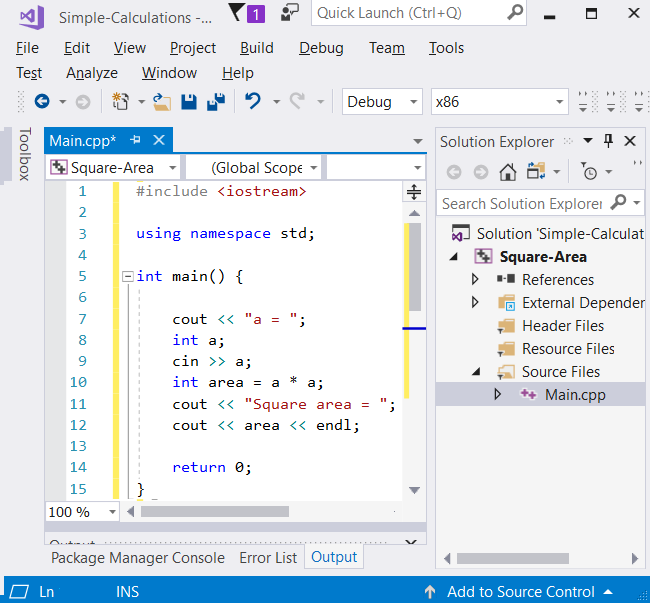 Simple-Calculations -... 1 Quick Launch (Ctrl+Q)
File Edit View Project Build Debug Team Tools
Test Analyze Window Help
Debug x86
Toolbox
Main.cpp*
Square-Area (Global Scope
1 #include <iostream>
2
3 using namespace std;
4
5 int main() {
6
7 cout << "a = ";
8 int a;
9 cin >> a;
10 int area = a * a;
11 cout << "Square area = ";
12 cout << area << endl;
13
14 return 0;
15 }
100 %
Output
Package Manager Console Error List Output
Solution Explorer
Search Solution Explorer
Solution 'Simple-Calculat
Square-Area
References
External Depender
Header Files
Resource Files
Source Files
Main.cpp
Ln INS Add to Source Control